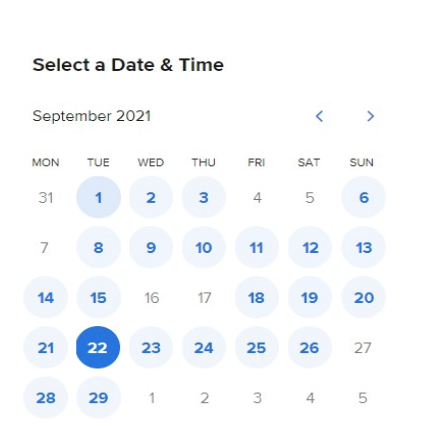 Select a Date & Time
September 2021
MON TUE WED THU FRI SAT SUN
31 1 2 3 4 5 6
7 8 9 10 11 12 13
14 15 16 17 18 19 20
21 22 23 24 25 26 27
28 29 1 2 3 4 5